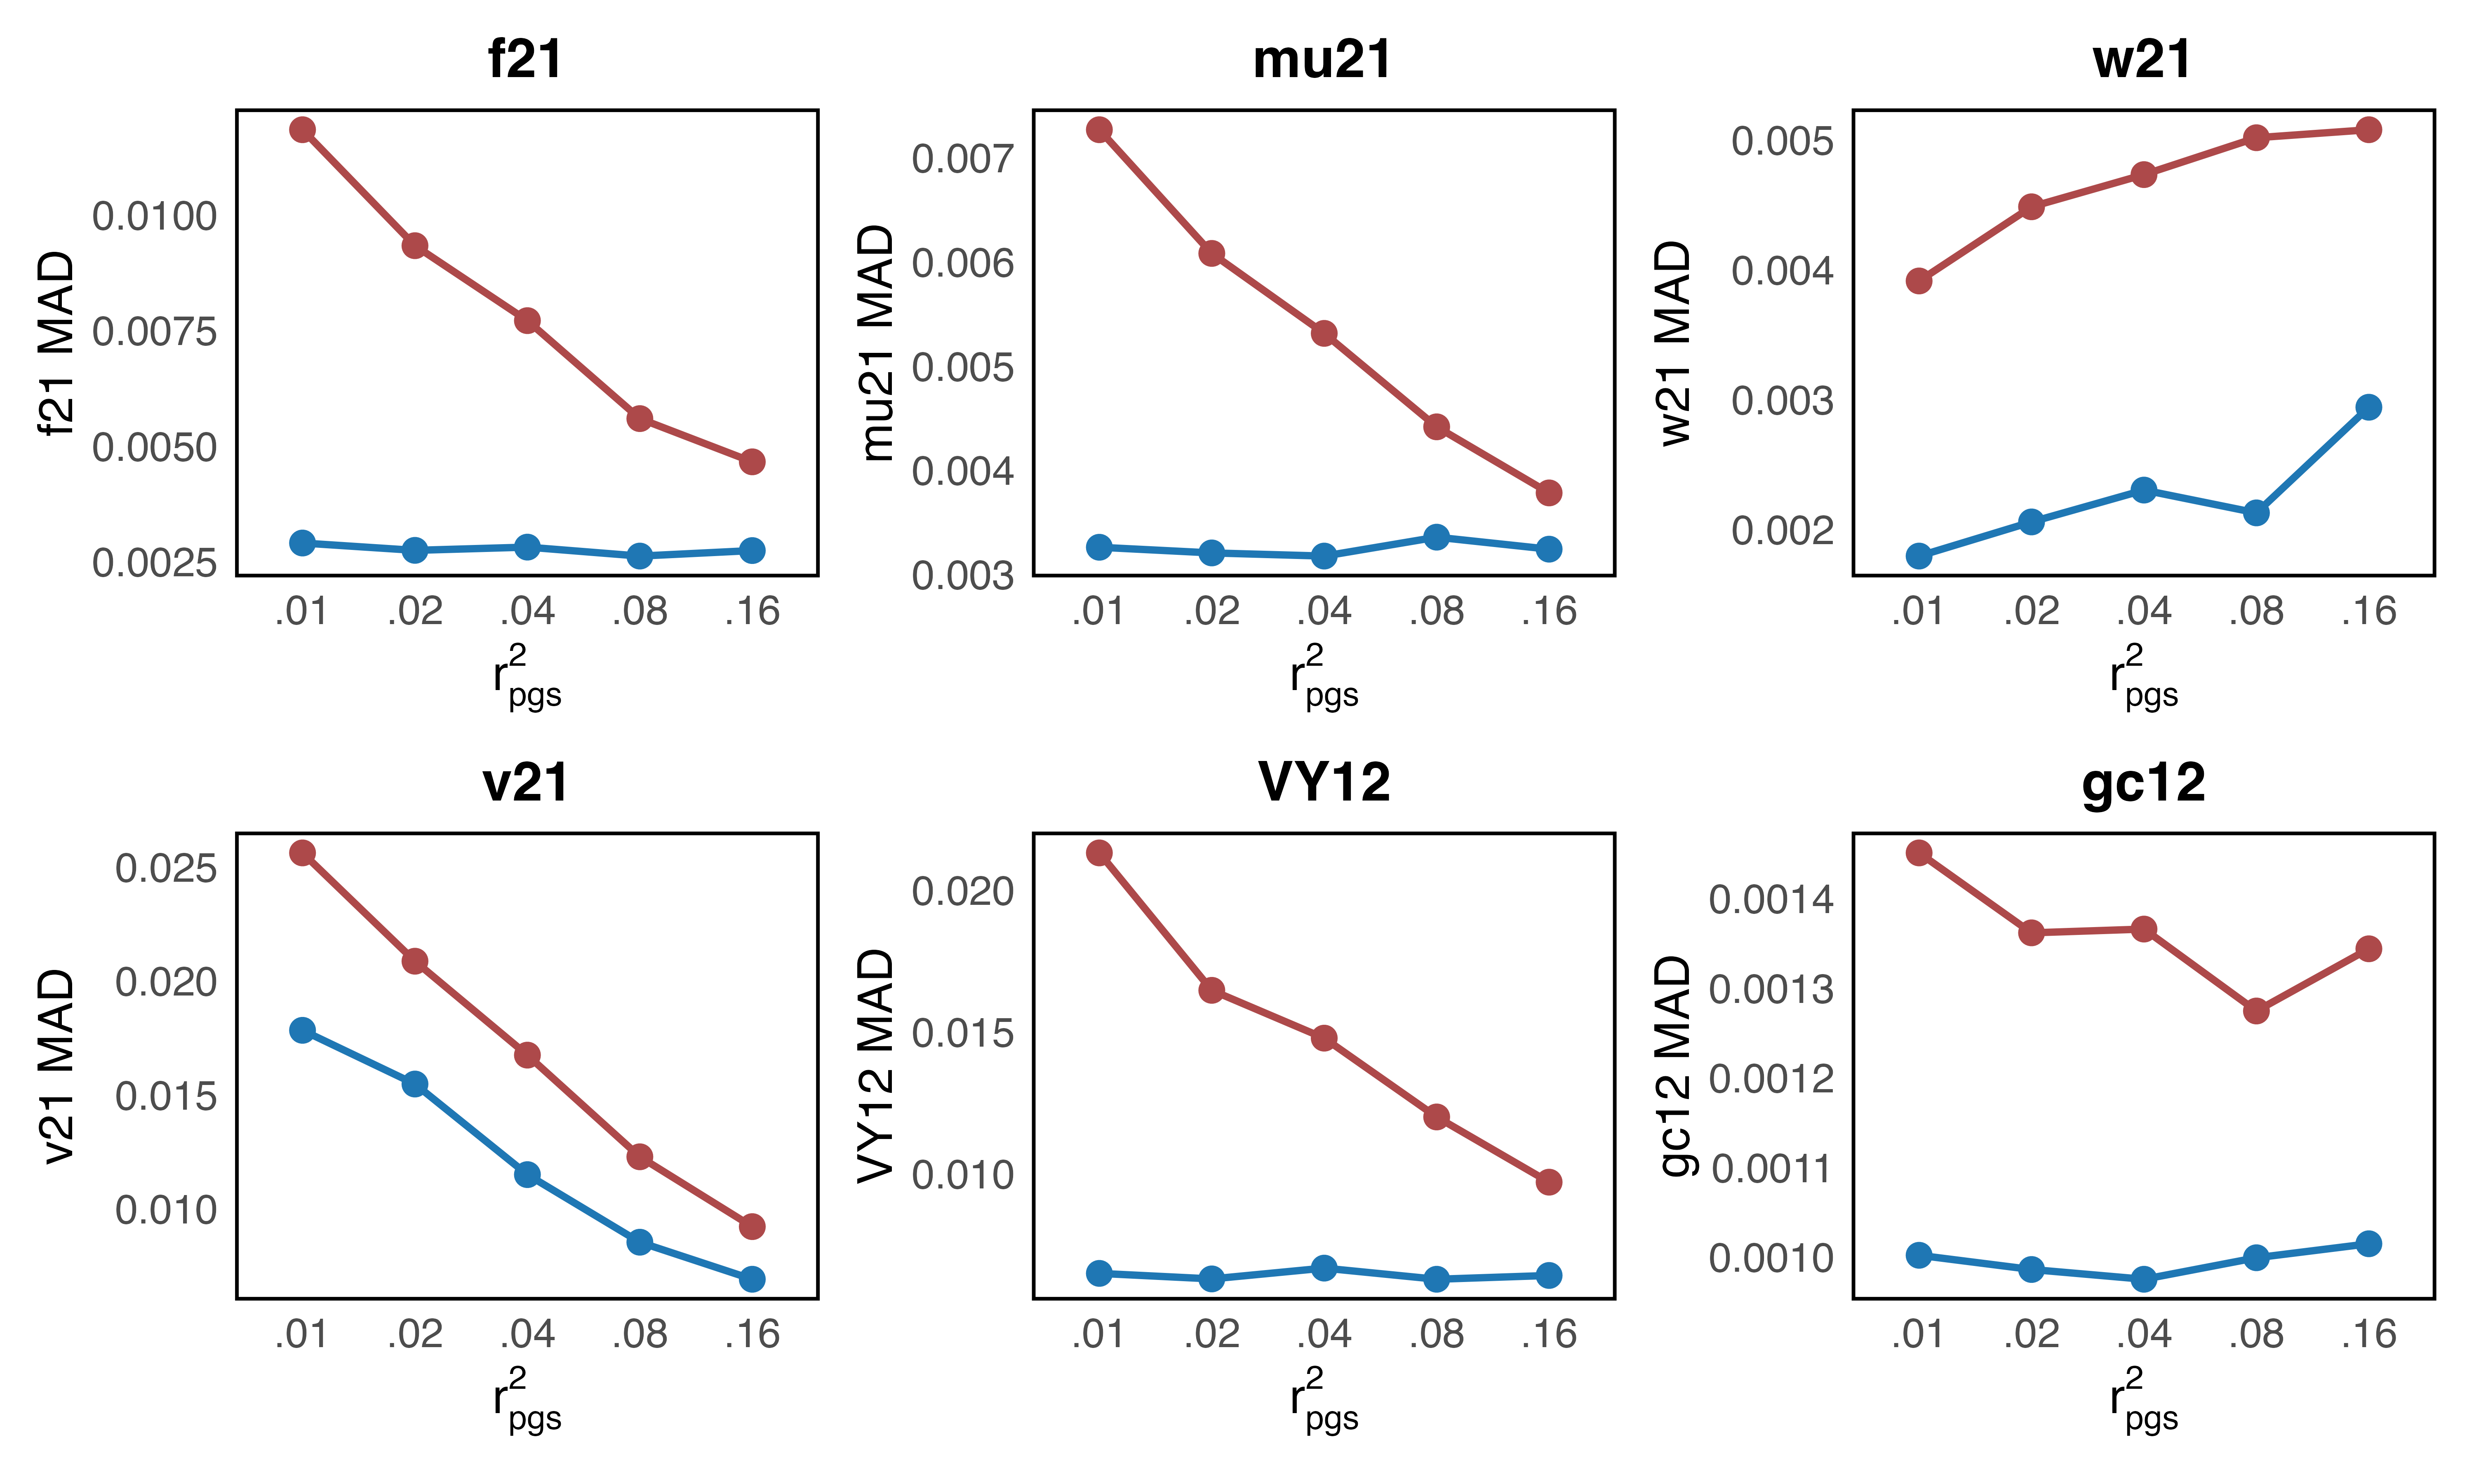 f21
f21 MAD
0.0100
0.0075
0.0050
0.0025
.01 .02 .04 .08 .16
r²pgs
mu21
mu21 MAD
0.007
0.006
0.005
0.004
0.003
.01 .02 .04 .08 .16
r²pgs
w21
w21 MAD
0.005
0.004
0.003
0.002
.01 .02 .04 .08 .16
r²pgs
v21
v21 MAD
0.025
0.020
0.015
0.010
.01 .02 .04 .08 .16
r²pgs
VY12
VY12 MAD
0.020
0.015
0.010
.01 .02 .04 .08 .16
r²pgs
gc12
gc12 MAD
0.0014
0.0013
0.0012
0.0011
0.0010
.01 .02 .04 .08 .16
r²pgs